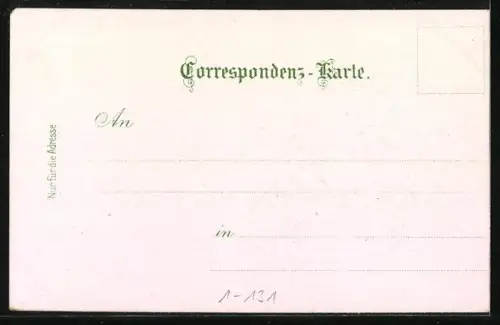 Correspondenz-Karte.
An
Nur für die Adresse
in
1-131